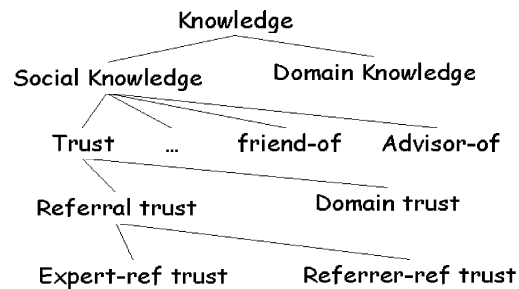 Knowledge
Social Knowledge Domain Knowledge
Trust ... friend-of Advisor-of
Referral trust Domain trust
Expert-ref trust Referrer-ref trust